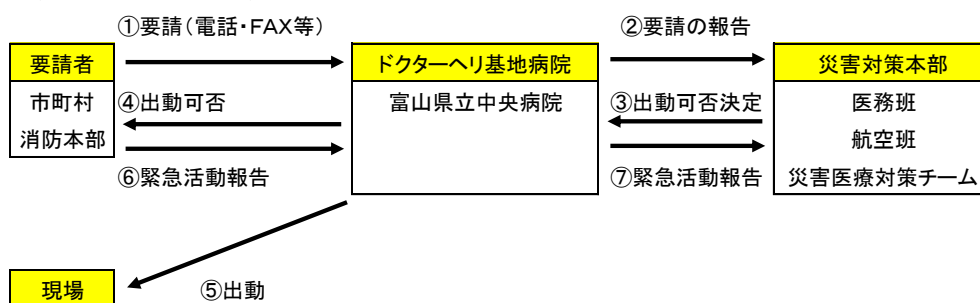 ①要請(電話・FAX等)
②要請の報告
要請者
ドクターヘリ基地病院
災害対策本部
市町村
④出動可否
富山県立中央病院
③出動可否決定
医務班
消防本部
航空班
⑥緊急活動報告
⑦緊急活動報告
災害医療対策チーム
現場
⑤出動